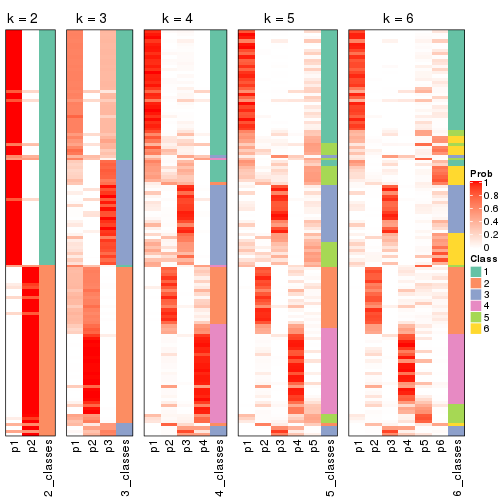 k = 2
k = 3
k = 4
k = 5
k = 6
p1
p2
2_classes
p1
p2
p3
3_classes
p1
p2
p3
p4
4_classes
p1
p2
p3
p4
p5
5_classes
p1
p2
p3
p4
p5
p6
6_classes
Prob
1
0.8
0.6
0.4
0.2
0
Class
1
2
3
4
5
6